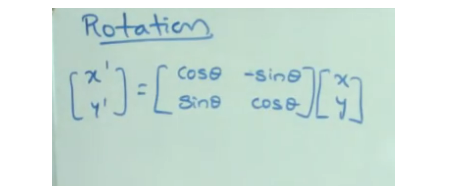 Rotation
[x'] = [cosθ -sinθ][x]
[y'] [sinθ cosθ][y]